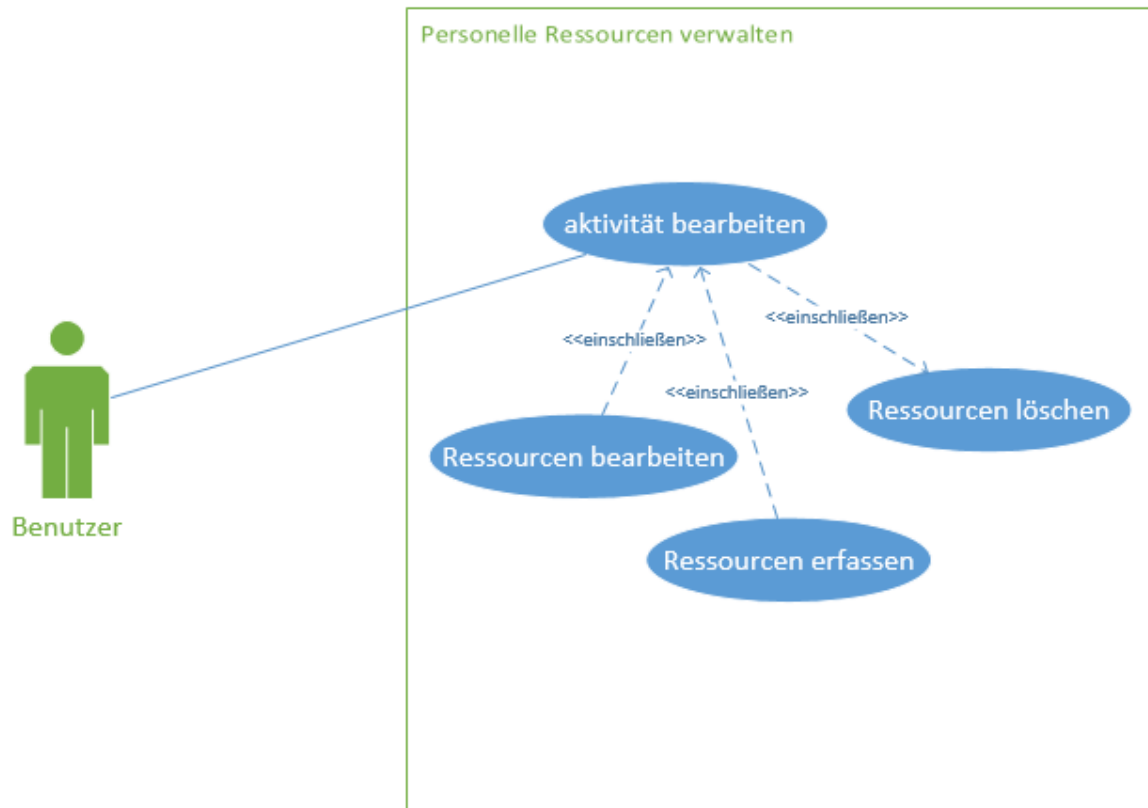 Personelle Ressourcen verwalten
aktivität bearbeiten
<<einschließen>>
<<einschließen>>
<<einschließen>>
Ressourcen löschen
Ressourcen bearbeiten
Benutzer
Ressourcen erfassen